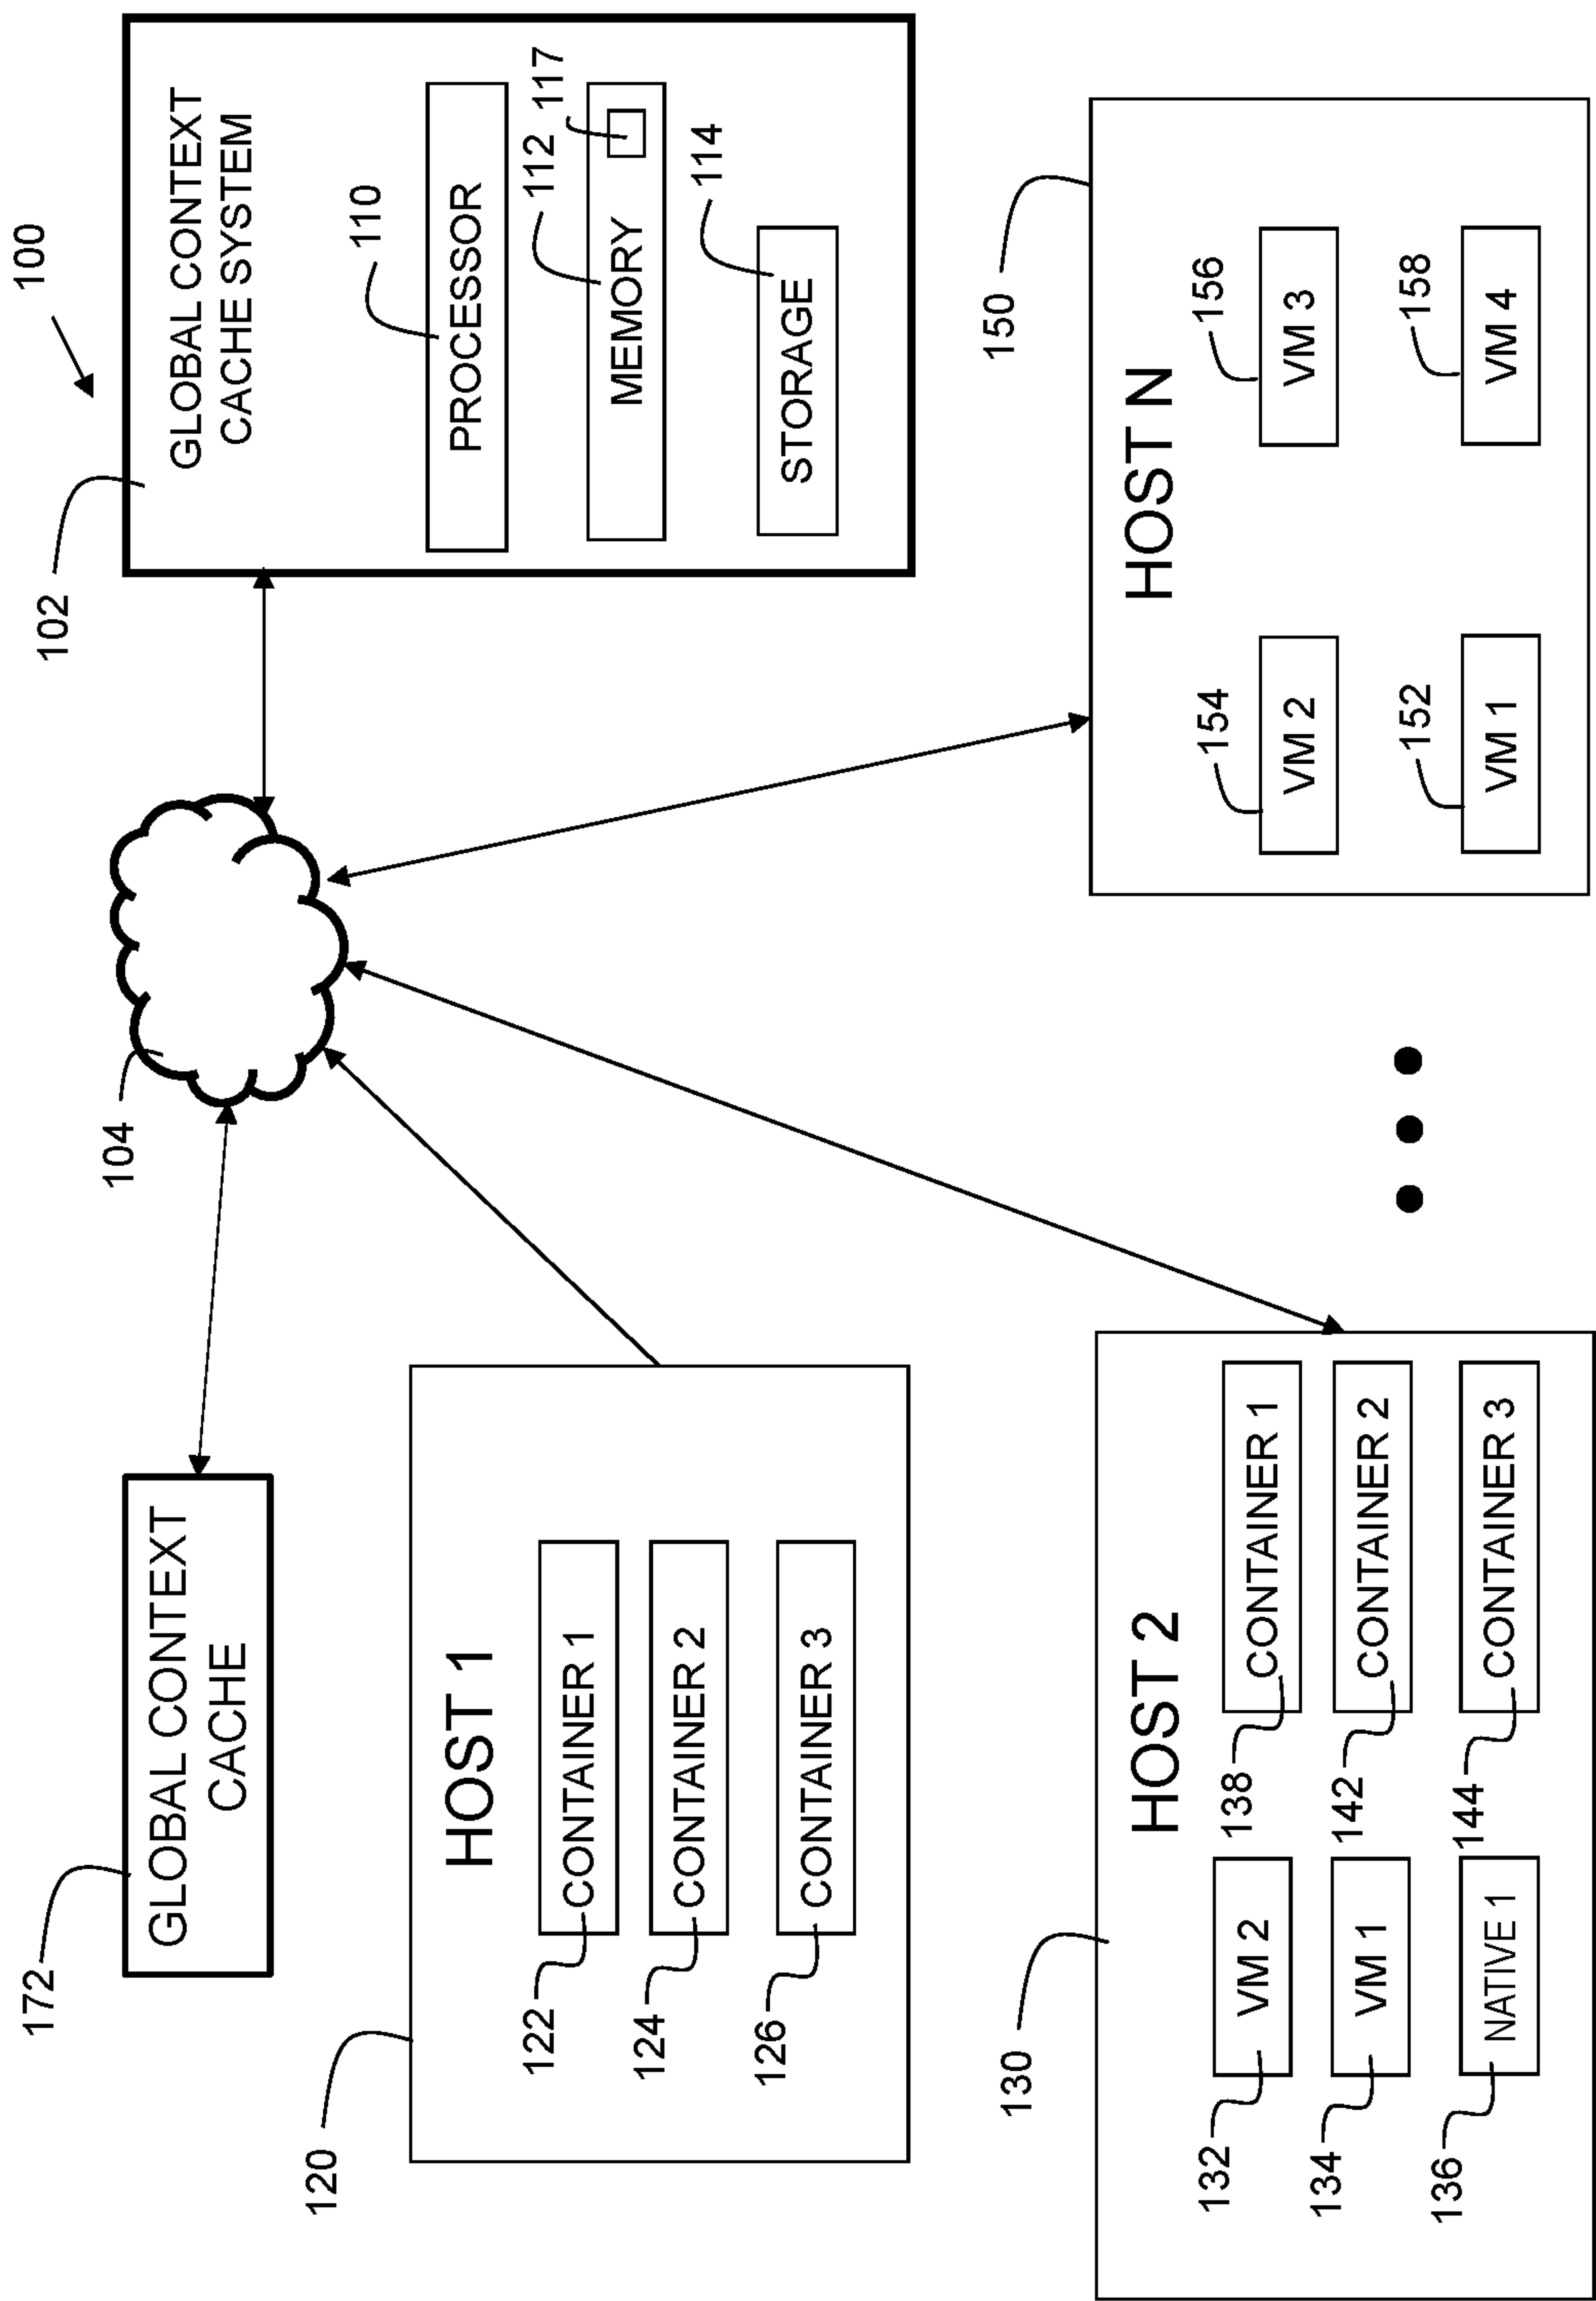 100
172
GLOBAL CONTEXT
CACHE
104
102
GLOBAL CONTEXT
CACHE SYSTEM
110
PROCESSOR
112
117
MEMORY
114
STORAGE
120
HOST 1
122
CONTAINER 1
124
CONTAINER 2
126
CONTAINER 3
130
HOST 2
132
VM 2
138
CONTAINER 1
134
VM 1
142
CONTAINER 2
136
NATIVE 1
144
CONTAINER 3
150
HOST N
154
VM 2
156
VM 3
152
VM 1
158
VM 4